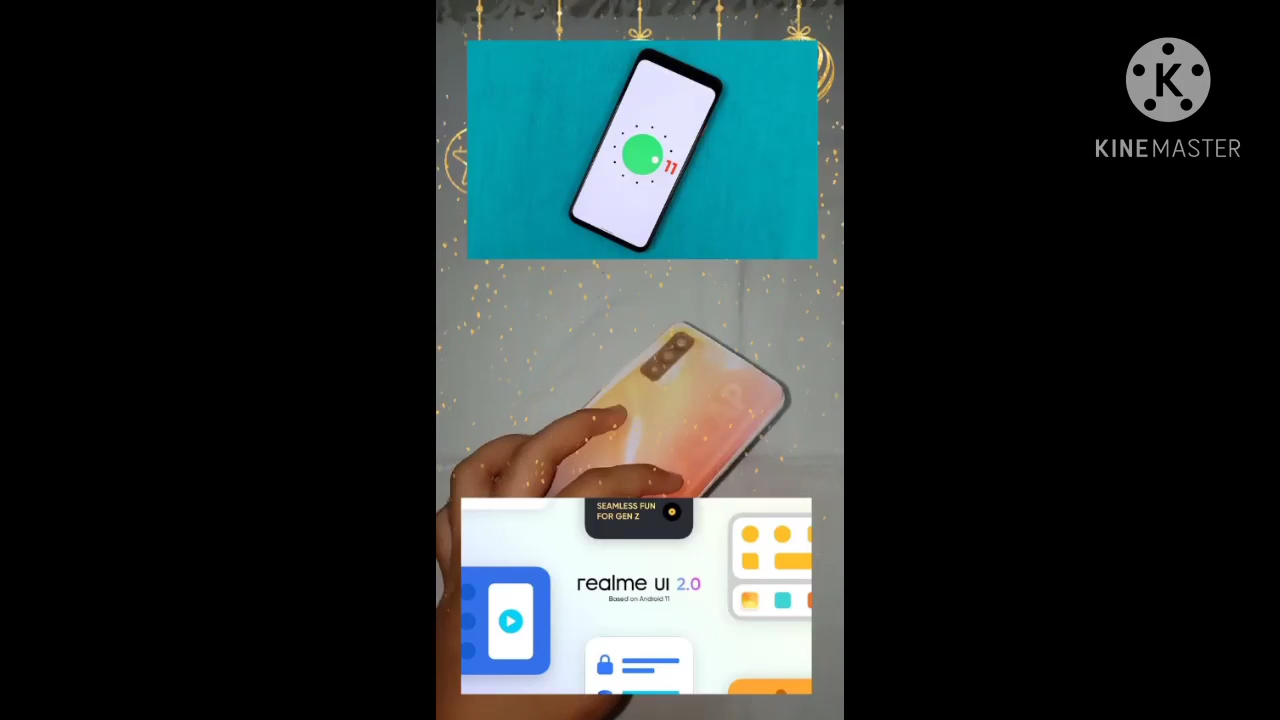 K
KINEMASTER
11
SEAMLESS FUN
FOR GEN Z
realme UI 2.0
Based on Android 11